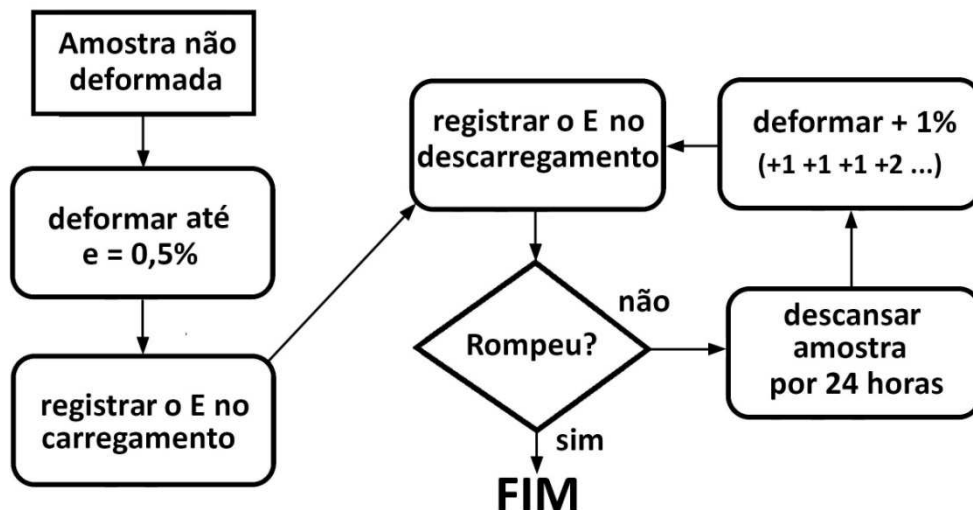 Amostra não
deformada
deformar até
e = 0,5%
registrar o E no
carregamento
registrar o E no
descarregamento
Rompeu?
não
sim
FIM
descansar
amostra
por 24 horas
deformar + 1%
(+1 +1 +1 +2 ...)